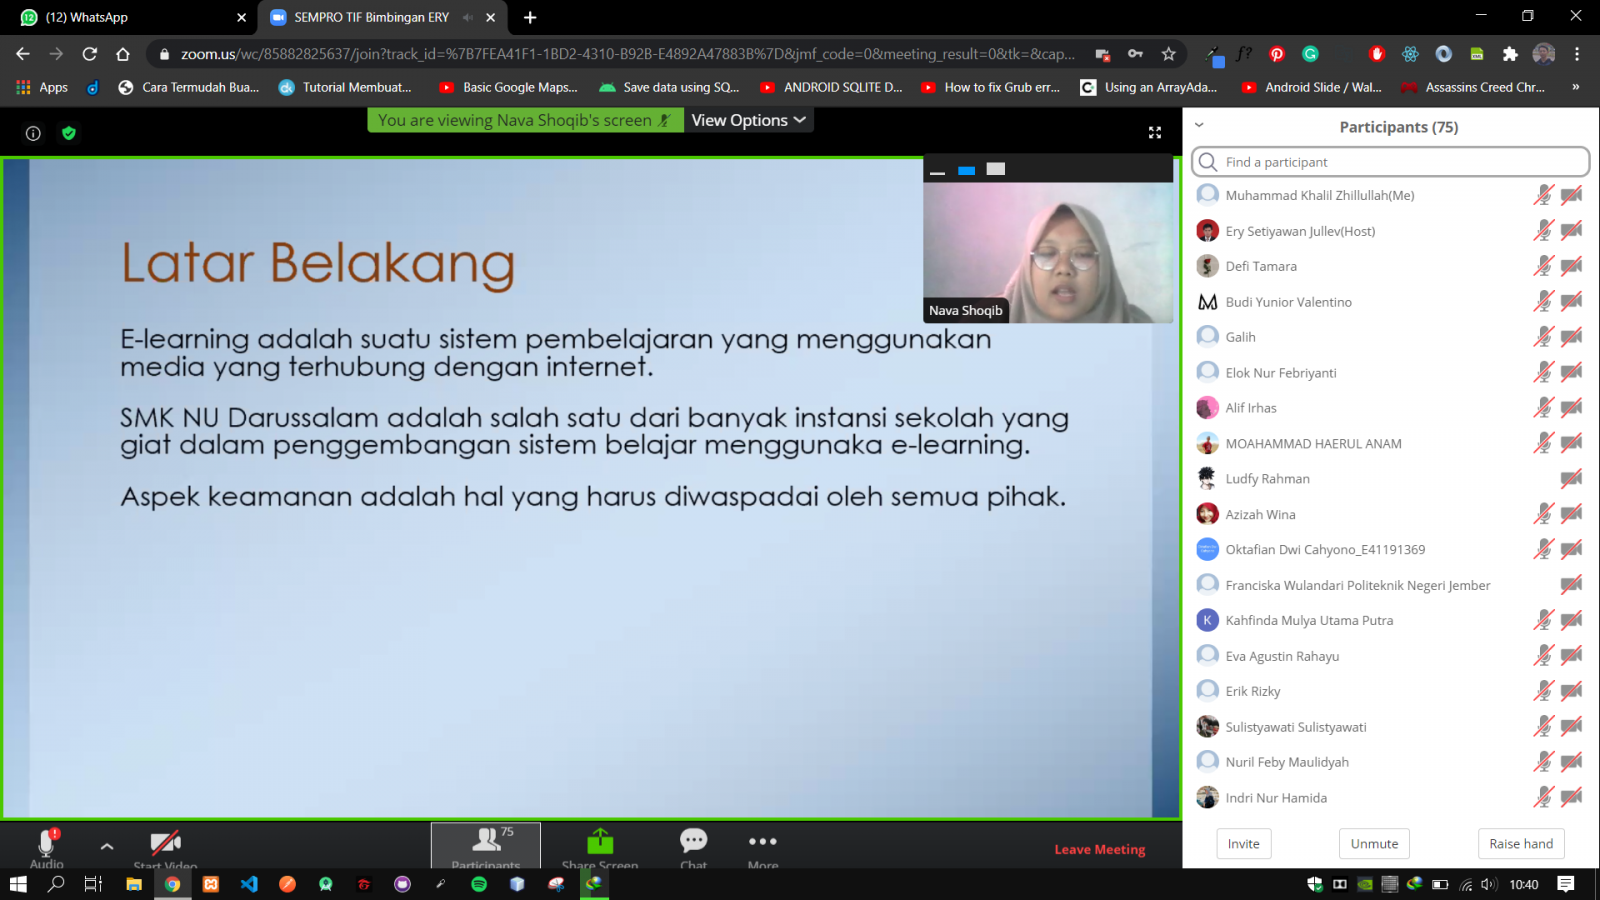 (12) WhatsApp
SEMPRO TIF Bimbingan ERY
zoom.us/wc/85882825637/join?track_id=%7B7FEA41F1-1BD2-4310-B92B-E4892A47883B%7D&jmf_code=0&meeting_result=0&tk=&cap...
Apps
Cara Termudah Bua...
Tutorial Membuat...
Basic Google Maps...
Save data using SQ...
ANDROID SQLITE D...
How to fix Grub err...
Using an ArrayAda...
Android Slide / Wal...
Assassins Creed Chr...
»
You are viewing Nava Shoqib's screen
View Options
Nava Shoqib
Latar Belakang
E-learning adalah suatu sistem pembelajaran yang menggunakan
media yang terhubung dengan internet.
SMK NU Darussalam adalah salah satu dari banyak instansi sekolah yang
giat dalam penggembangan sistem belajar menggunaka e-learning.
Aspek keamanan adalah hal yang harus diwaspadai oleh semua pihak.
Participants (75)
Find a participant
Muhammad Khalil Zhillullah(Me)
Ery Setiyawan Jullev(Host)
Defi Tamara
Budi Yunior Valentino
Galih
Elok Nur Febriyanti
Alif Irhas
MOAHAMMAD HAERUL ANAM
Ludfy Rahman
Azizah Wina
Oktafian Dwi Cahyono_E41191369
Franciska Wulandari Politeknik Negeri Jember
K
Kahfinda Mulya Utama Putra
Eva Agustin Rahayu
Erik Rizky
Sulistyawati Sulistyawati
Nuril Feby Maulidyah
Indri Nur Hamida
Invite
Unmute
Raise hand
Audio
Start Video
75
Participants
Share Screen
Chat
More
Leave Meeting
10:40